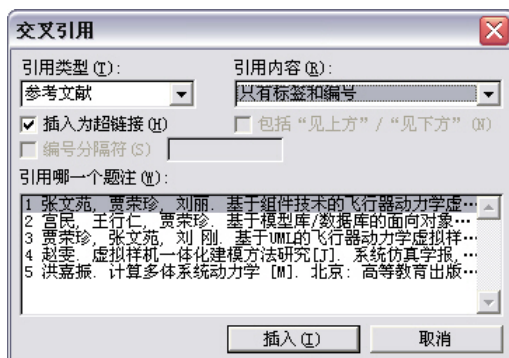 交叉引用
引用类型(T): 引用内容(R):
参考文献 只有标签和编号
插入为超链接(H) 包括“见上方”/“见下方”(N)
编号分隔符(S)
引用哪一个题注(W):
1 张文苑, 贾荣珍, 刘丽. 基于组件技术的飞行器动力学虚…
2 宫民, 王行仁, 贾荣珍. 基于模型库/数据库的面向对象…
3 贾荣珍, 张文苑, 刘 刚. 基于UML的飞行器动力学虚拟样…
4 赵雯. 虚拟样机一体化建模方法研究[J]. 系统仿真学报,…
5 洪嘉振. 计算多体系统动力学 [M]. 北京: 高等教育出版…
插入(I) 取消